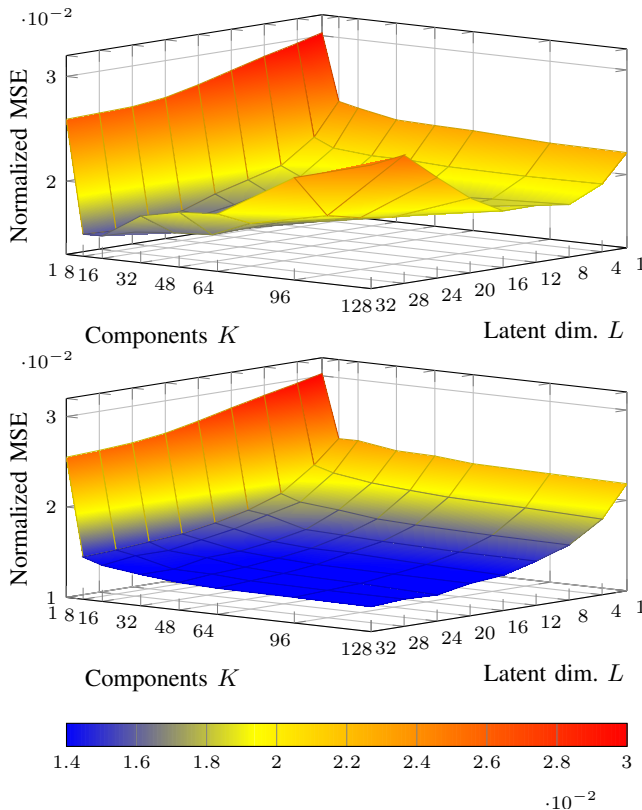 ·10⁻²
3
2
Normalized MSE
1 8 16 32 48 64 96 128
32 28 24 20 16 12 8 4 1
Components K
Latent dim. L
·10⁻²
3
2
1
Normalized MSE
1 8 16 32 48 64 96 128
32 28 24 20 16 12 8 4 1
Components K
Latent dim. L
1.4 1.6 1.8 2 2.2 2.4 2.6 2.8 3
·10⁻²